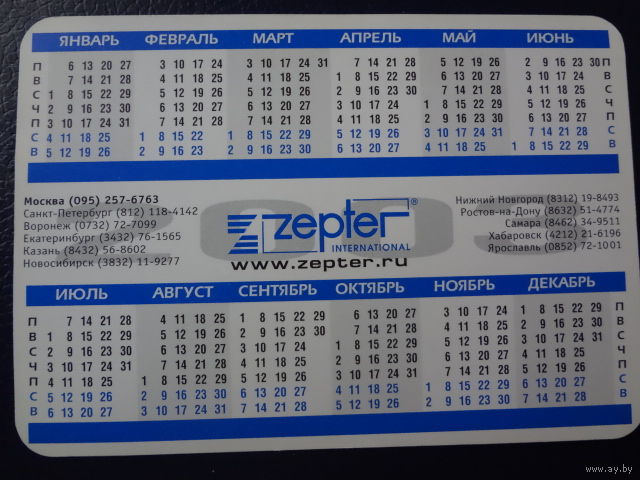 ЯНВАРЬ ФЕВРАЛЬ МАРТ АПРЕЛЬ МАЙ ИЮНЬ
П 6 13 20 27 3 10 17 24 3 10 17 24 31 7 14 21 28 5 12 19 26 2 9 16 23 30 П
В 7 14 21 28 4 11 18 25 4 11 18 25 1 8 15 22 29 6 13 20 27 3 10 17 24 В
С 1 8 15 22 29 5 12 19 26 5 12 19 26 2 9 16 23 30 7 14 21 28 4 11 18 25 С
Ч 2 9 16 23 30 6 13 20 27 6 13 20 27 3 10 17 24 1 8 15 22 29 5 12 19 26 Ч
П 3 10 17 24 31 7 14 21 28 7 14 21 28 4 11 18 25 2 9 16 23 30 6 13 20 27 П
С 4 11 18 25 1 8 15 22 1 8 15 22 29 5 12 19 26 3 10 17 24 31 7 14 21 28 С
В 5 12 19 26 2 9 16 23 2 9 16 23 30 6 13 20 27 4 11 18 25 1 8 15 22 29 В
Москва (095) 257-6763
Санкт-Петербург (812) 118-4142
Воронеж (0732) 72-7099
Екатеринбург (3432) 76-1565
Казань (8432) 56-8602
Новосибирск (3832) 11-9277
2003
zepter®
INTERNATIONAL
www.zepter.ru
Нижний Новгород (8312) 19-8493
Ростов-на-Дону (8632) 51-4774
Самара (8462) 34-9511
Хабаровск (4212) 21-6196
Ярославль (0852) 72-1001
ИЮЛЬ АВГУСТ СЕНТЯБРЬ ОКТЯБРЬ НОЯБРЬ ДЕКАБРЬ
П 7 14 21 28 4 11 18 25 1 8 15 22 29 6 13 20 27 3 10 17 24 1 8 15 22 29 П
В 1 8 15 22 29 5 12 19 26 2 9 16 23 30 7 14 21 28 4 11 18 25 2 9 16 23 30 В
С 2 9 16 23 30 6 13 20 27 3 10 17 24 1 8 15 22 29 5 12 19 26 3 10 17 24 31 С
Ч 3 10 17 24 31 7 14 21 28 4 11 18 25 2 9 16 23 30 6 13 20 27 4 11 18 25 Ч
П 4 11 18 25 1 8 15 22 29 5 12 19 26 3 10 17 24 31 7 14 21 28 5 12 19 26 П
С 5 12 19 26 2 9 16 23 30 6 13 20 27 4 11 18 25 1 8 15 22 29 6 13 20 27 С
В 6 13 20 27 3 10 17 24 31 7 14 21 28 5 12 19 26 2 9 16 23 30 7 14 21 28 В
www.ay.by